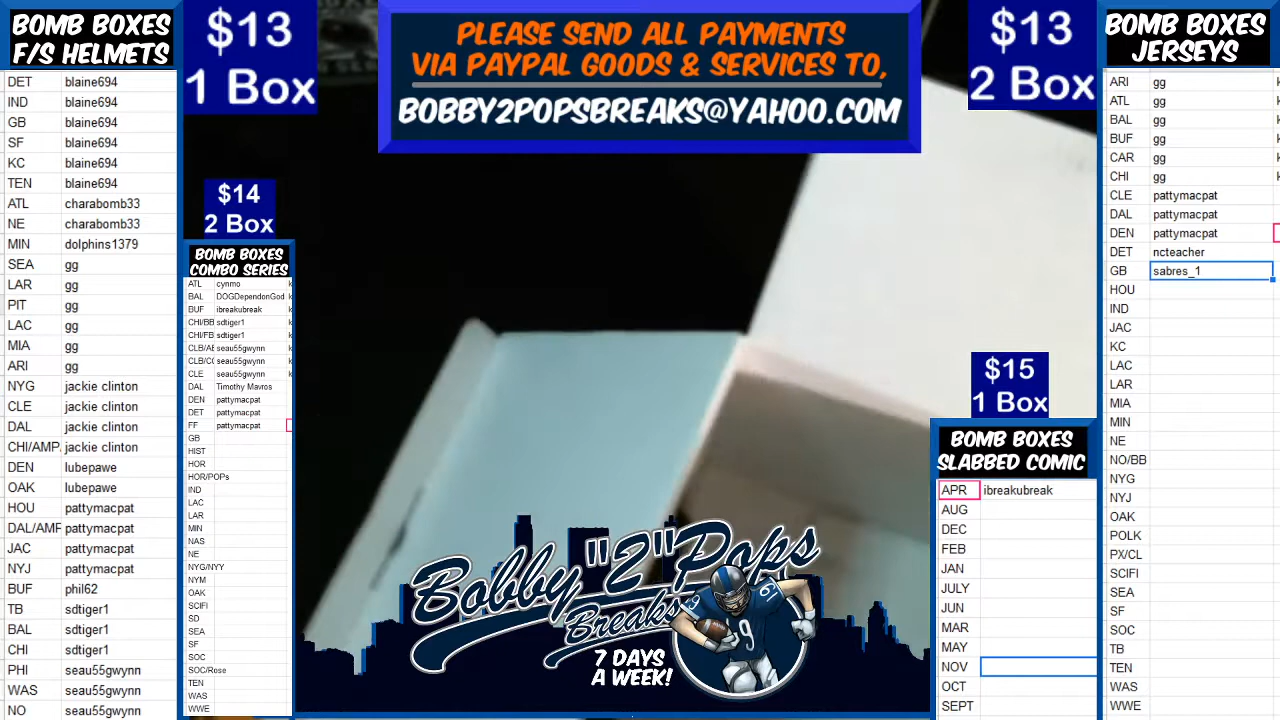 BOMB BOXES
F/S HELMETS
DET blaine694
IND blaine694
GB blaine694
SF blaine694
KC blaine694
TEN blaine694
ATL charabomb33
NE charabomb33
MIN dolphins1379
SEA gg
LAR gg
PIT gg
LAC gg
MIA gg
ARI gg
NYG jackie clinton
CLE jackie clinton
DAL jackie clinton
CHI/AMP jackie clinton
DEN lubepawe
OAK lubepawe
HOU pattymacpat
DAL/AMF pattymacpat
JAC pattymacpat
NYJ pattymacpat
BUF phil62
TB sdtiger1
BAL sdtiger1
CHI sdtiger1
PHI seau55gwynn
WAS seau55gwynn
NO seau55gwynn
$13
1 Box
$14
2 Box
BOMB BOXES
COMBO SERIES
ATL cynmo
BAL DOGDependonGod
BUF ibreakubreak
CHI/BB sdtiger1
CHI/FB sdtiger1
CLB/AB seau55gwynn
CLB/CC seau55gwynn
CLE seau55gwynn
DAL Timothy Mavros
DEN pattymacpat
DET pattymacpat
FF pattymacpat
GB
HIST
HOR
HOR/POPs
IND
LAC
LAR
MIN
NAS
NE
NYG/NYY
NYM
OAK
SCIFI
SD
SEA
SF
SOC
SOC/Rose
TEN
WAS
WWE
PLEASE SEND ALL PAYMENTS
VIA PAYPAL GOODS & SERVICES TO,
BOBBY2POPSBREAKS@YAHOO.COM
Bobby "2" Pops
Breaks
7 DAYS
A WEEK!
9
$13
2 Box
$15
1 Box
BOMB BOXES
SLABBED COMIC
APR ibreakubreak
AUG
DEC
FEB
JAN
JULY
JUN
MAR
MAY
NOV
OCT
SEPT
BOMB BOXES
JERSEYS
ARI gg
ATL gg
BAL gg
BUF gg
CAR gg
CHI gg
CLE pattymacpat
DAL pattymacpat
DEN pattymacpat
DET ncteacher
GB sabres_1
HOU
IND
JAC
KC
LAC
LAR
MIA
MIN
NE
NO/BB
NYG
NYJ
OAK
POLK
PX/CL
SCIFI
SEA
SF
SOC
TB
TEN
WAS
WWE